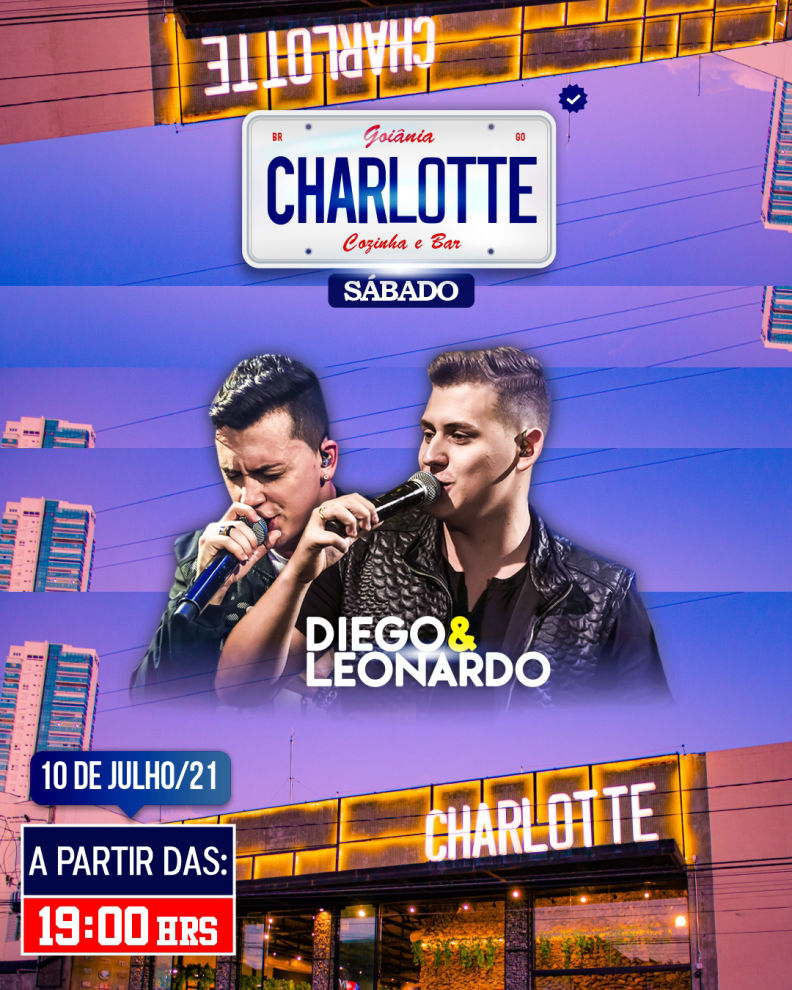 CHARLOTTE
BR Goiânia GO
CHARLOTTE
Cozinha e Bar
SÁBADO
DIEGO&
LEONARDO
10 DE JULHO/21
CHARLOTTE
A PARTIR DAS:
19:00 HRS